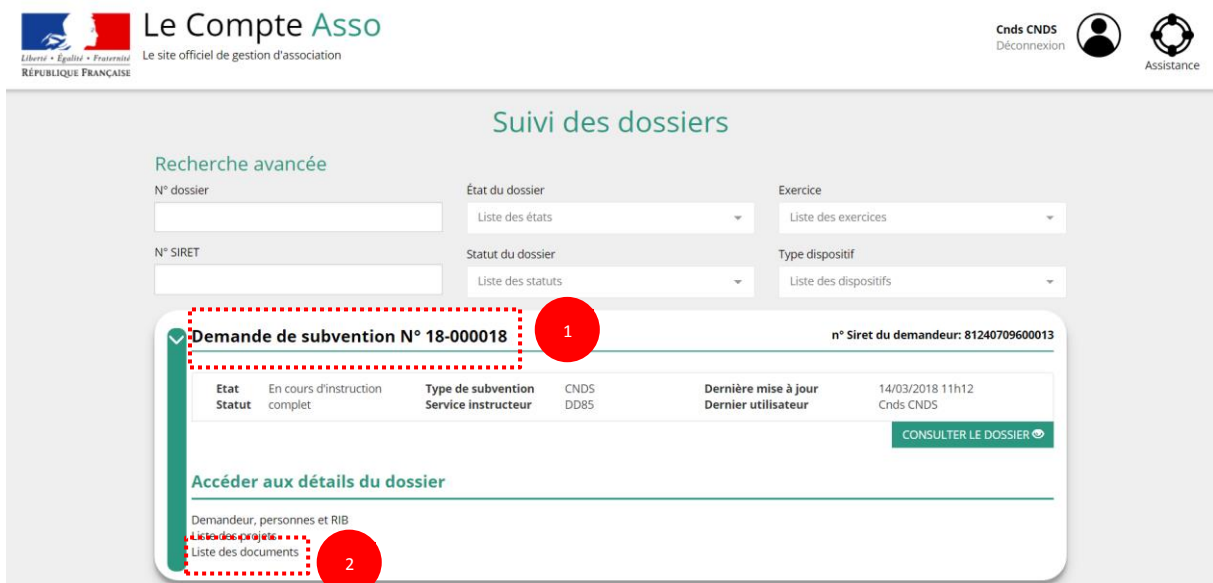 Le Compte Asso
Le site officiel de gestion d'association
Liberté • Égalité • Fraternité
RÉPUBLIQUE FRANÇAISE
Cnds CNDS
Déconnexion
Assistance
Suivi des dossiers
Recherche avancée
N° dossier
État du dossier
Exercice
Liste des états
Liste des exercices
N° SIRET
Statut du dossier
Type dispositif
Liste des statuts
Liste des dispositifs
Demande de subvention N° 18-000018
1
n° Siret du demandeur: 81240709600013
Etat En cours d'instruction Type de subvention CNDS Dernière mise à jour 14/03/2018 11h12
Statut complet Service instructeur DD85 Dernier utilisateur Cnds CNDS
CONSULTER LE DOSSIER
Accéder aux détails du dossier
Demandeur, personnes et RIB
Liste des projets
Liste des documents
2